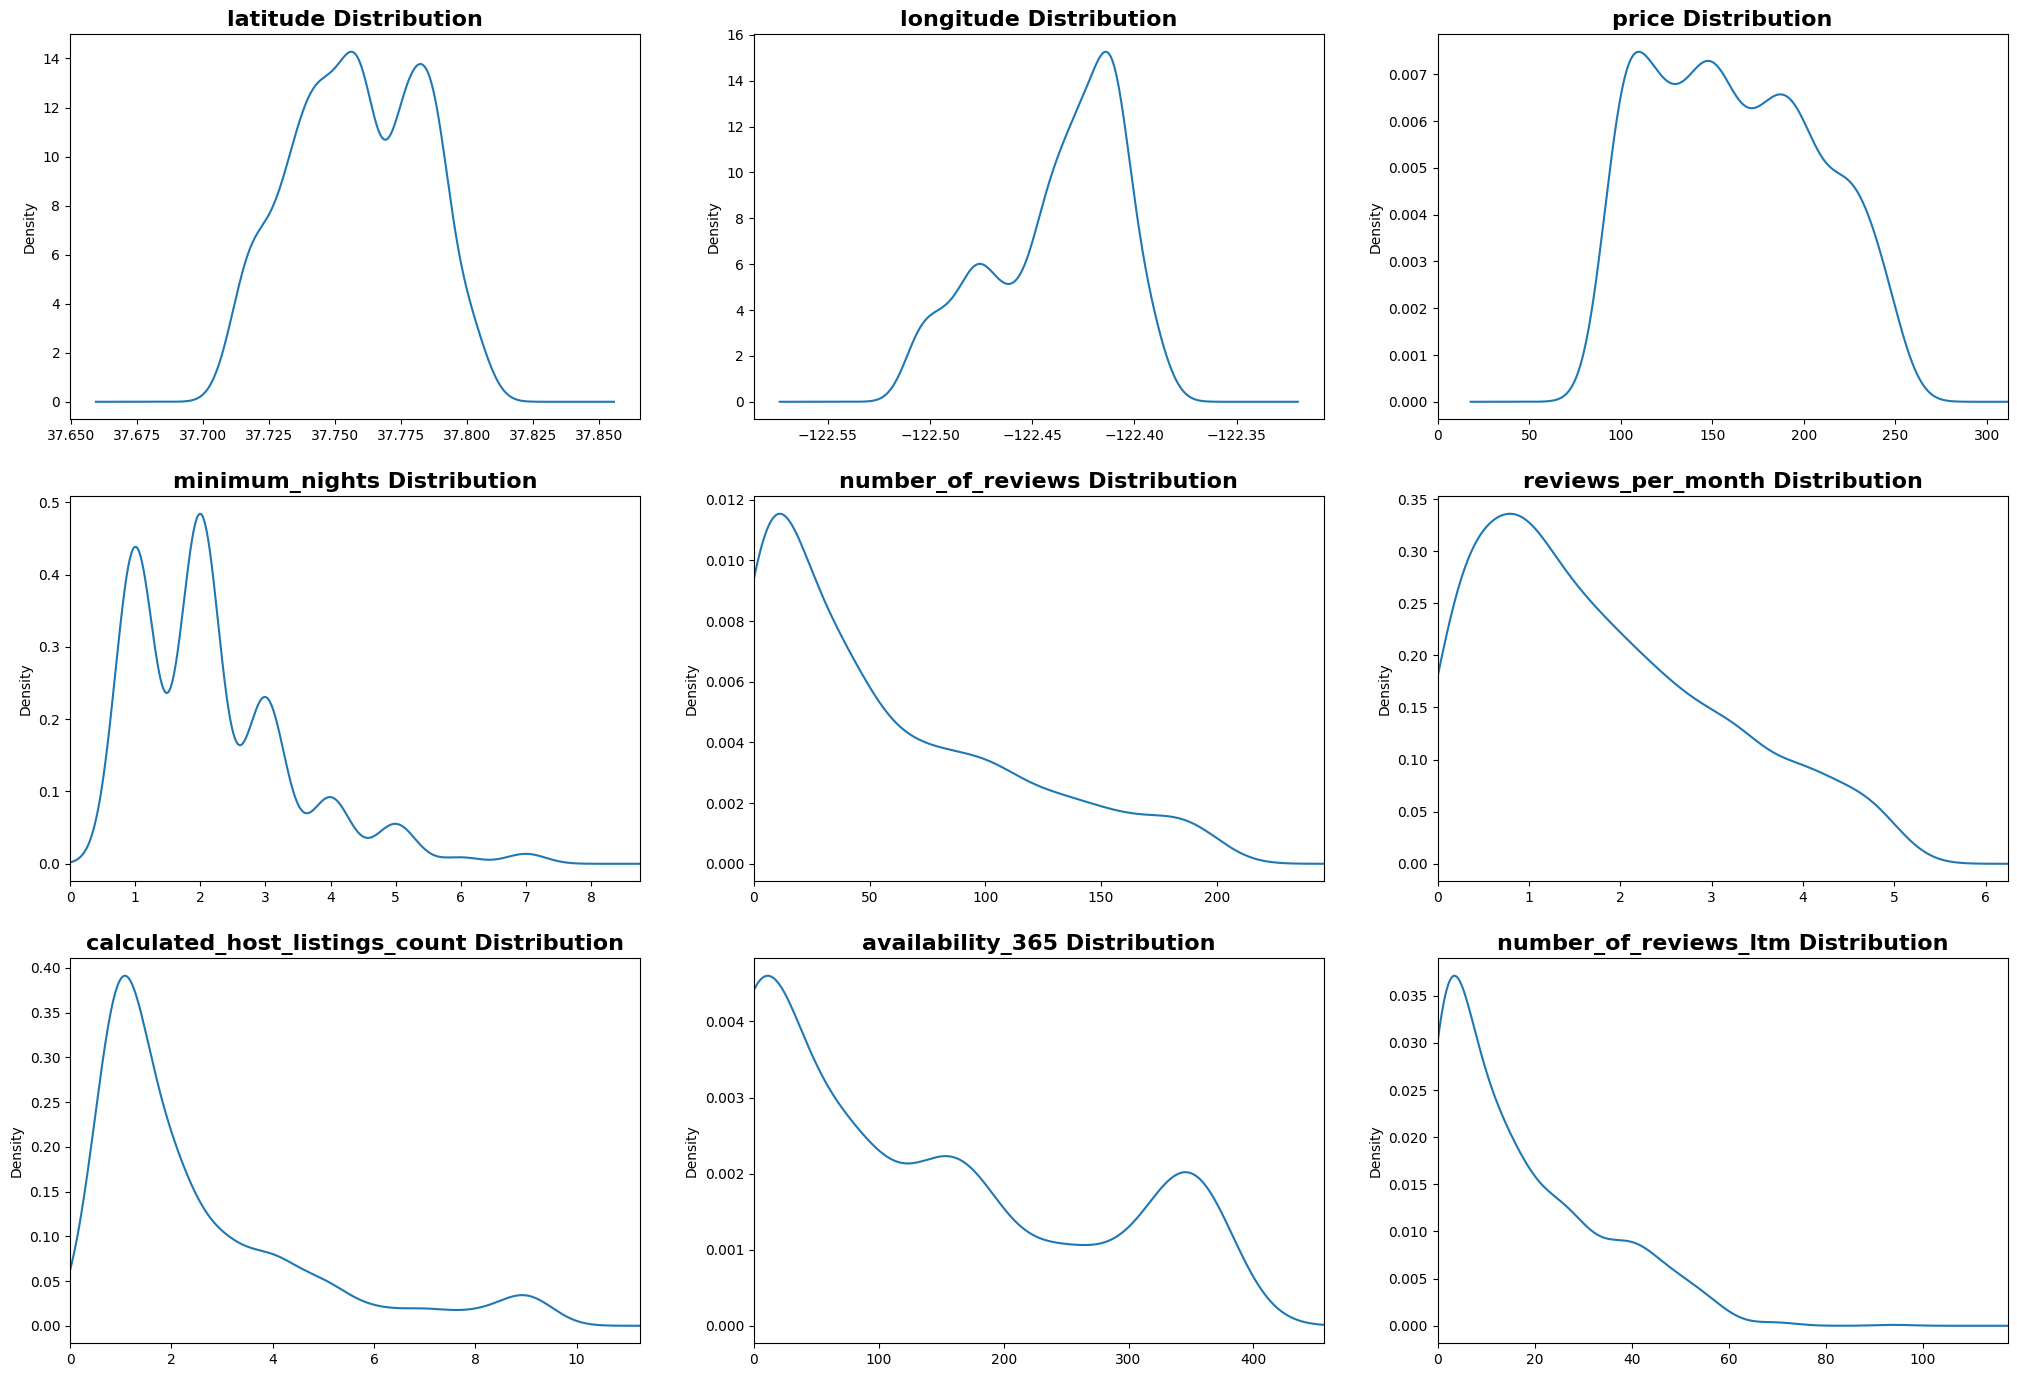 latitude Distribution
longitude Distribution
price Distribution
Density
14
12
10
8
6
4
2
0
37.650 37.675 37.700 37.725 37.750 37.775 37.800 37.825 37.850
Density
16
14
12
10
8
6
4
2
0
−122.55 −122.50 −122.45 −122.40 −122.35
Density
0.007
0.006
0.005
0.004
0.003
0.002
0.001
0.000
0 50 100 150 200 250 300
minimum_nights Distribution
number_of_reviews Distribution
reviews_per_month Distribution
Density
0.5
0.4
0.3
0.2
0.1
0.0
0 1 2 3 4 5 6 7 8
Density
0.012
0.010
0.008
0.006
0.004
0.002
0.000
0 50 100 150 200
Density
0.35
0.30
0.25
0.20
0.15
0.10
0.05
0.00
0 1 2 3 4 5 6
calculated_host_listings_count Distribution
availability_365 Distribution
number_of_reviews_ltm Distribution
Density
0.40
0.35
0.30
0.25
0.20
0.15
0.10
0.05
0.00
0 2 4 6 8 10
Density
0.004
0.003
0.002
0.001
0.000
0 100 200 300 400
Density
0.035
0.030
0.025
0.020
0.015
0.010
0.005
0.000
0 20 40 60 80 100